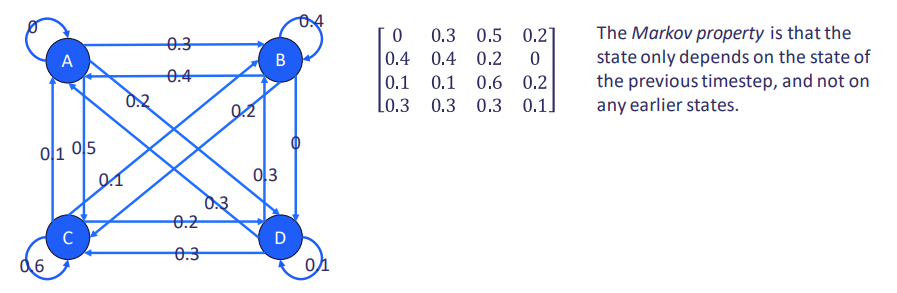 0
0.4
A
B
0.3
0.4
0.2
0.2
0.1
0.5
0
0.1
0.3
0.3
0.2
C
D
0.3
0.6
0.1
0 0.3 0.5 0.2
0.4 0.4 0.2 0
0.1 0.1 0.6 0.2
0.3 0.3 0.3 0.1
The Markov property is that the
state only depends on the state of
the previous timestep, and not on
any earlier states.